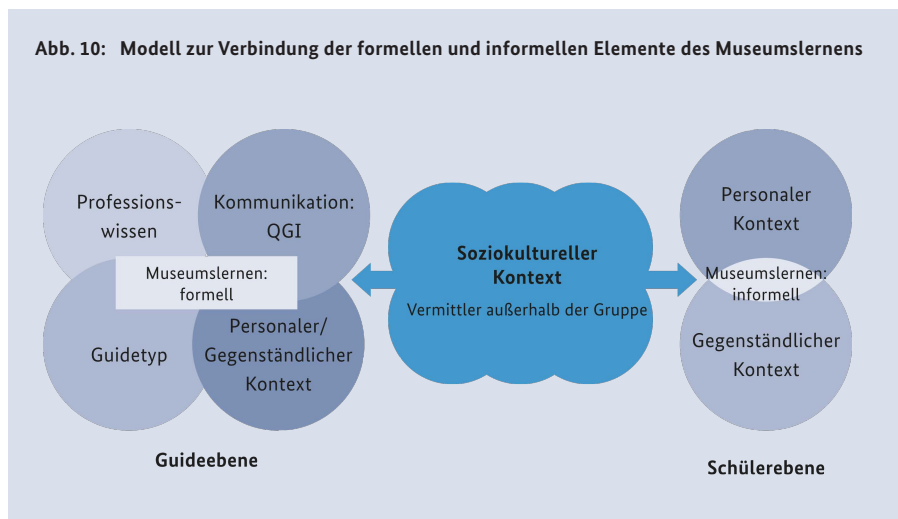 Abb. 10: Modell zur Verbindung der formellen und informellen Elemente des Museumslernens
Professions-
wissen
Kommunikation:
QGI
Museumslernen:
formell
Guidetyp
Personaler/
Gegenständlicher
Kontext
Guideebene
Soziokultureller
Kontext
Vermittler außerhalb der Gruppe
Personaler
Kontext
Museumslernen:
informell
Gegenständlicher
Kontext
Schülerebene